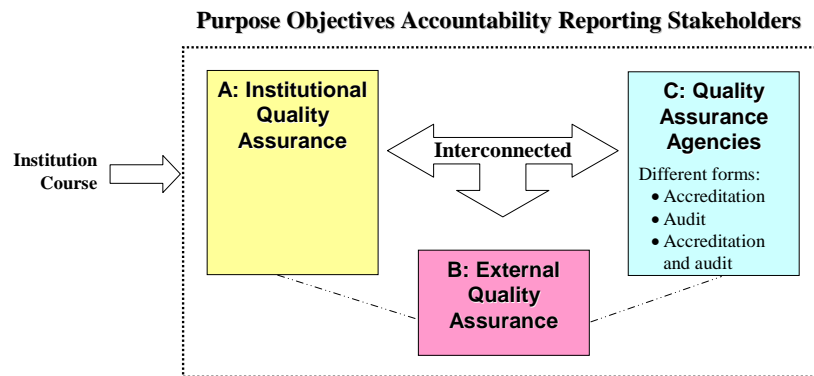 Purpose Objectives Accountability Reporting Stakeholders
A: Institutional
Quality
Assurance
Institution
Course
Interconnected
C: Quality
Assurance
Agencies
Different forms:
• Accreditation
• Audit
• Accreditation
and audit
B: External
Quality
Assurance